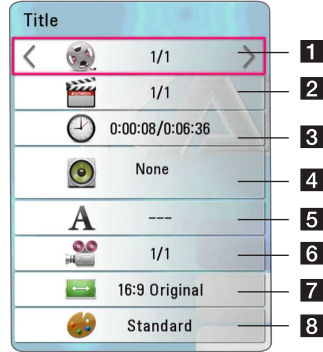 Title
1/1 1
1/1 2
0:00:08/0:06:36 3
None 4
A --- 5
1/1 6
16:9 Original 7
Standard 8